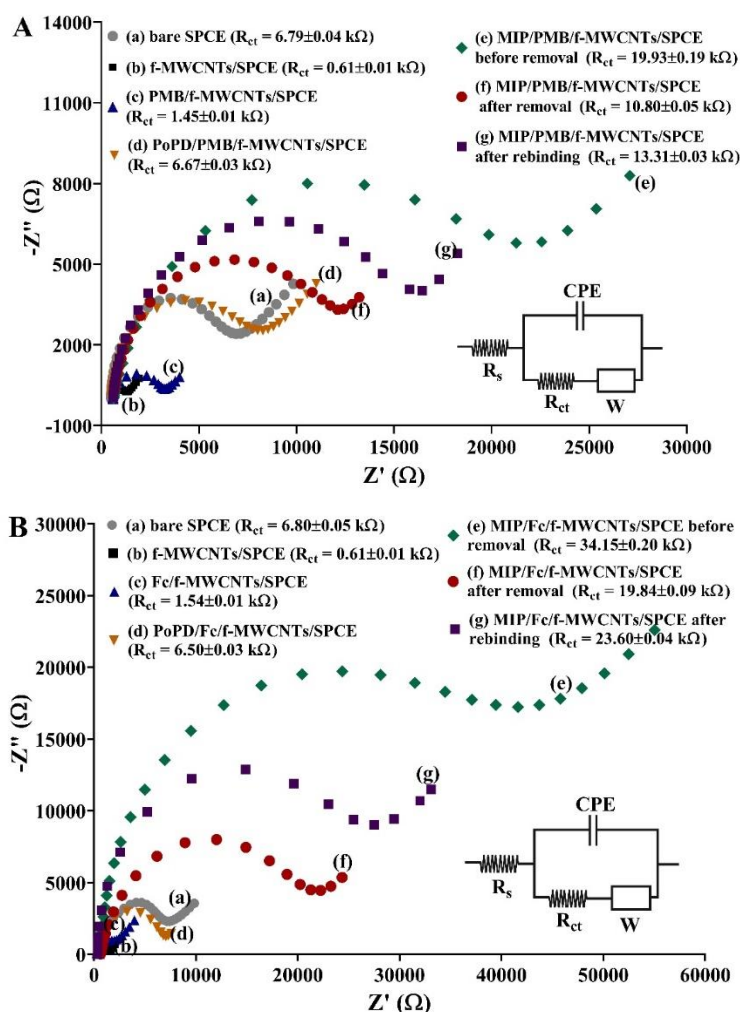 A
14000
11000
8000
5000
2000
-1000
-Z'' (Ω)
(a) bare SPCE (Rct = 6.79±0.04 kΩ)
(b) f-MWCNTs/SPCE (Rct = 0.61±0.01 kΩ)
(c) PMB/f-MWCNTs/SPCE
(Rct = 1.45±0.01 kΩ)
(d) PoPD/PMB/f-MWCNTs/SPCE
(Rct = 6.67±0.03 kΩ)
(e) MIP/PMB/f-MWCNTs/SPCE
before removal (Rct = 19.93±0.19 kΩ)
(f) MIP/PMB/f-MWCNTs/SPCE
after removal (Rct = 10.80±0.05 kΩ)
(g) MIP/PMB/f-MWCNTs/SPCE
after rebinding (Rct = 13.31±0.03 kΩ)
(e)
(g)
(d)
(a)
(f)
(c)
(b)
CPE
Rs
Rct
W
0 5000 10000 15000 20000 25000 30000
Z' (Ω)
B
30000
25000
20000
15000
10000
5000
0
-Z'' (Ω)
(a) bare SPCE (Rct = 6.80±0.05 kΩ)
(b) f-MWCNTs/SPCE (Rct = 0.61±0.01 kΩ)
(c) Fc/f-MWCNTs/SPCE
(Rct = 1.54±0.01 kΩ)
(d) PoPD/Fc/f-MWCNTs/SPCE
(Rct = 6.50±0.03 kΩ)
(e) MIP/Fc/f-MWCNTs/SPCE before
removal (Rct = 34.15±0.20 kΩ)
(f) MIP/Fc/f-MWCNTs/SPCE
after removal (Rct = 19.84±0.09 kΩ)
(g) MIP/Fc/f-MWCNTs/SPCE after
rebinding (Rct = 23.60±0.04 kΩ)
(e)
(g)
(f)
(a)
(c)
(d)
(b)
CPE
Rs
Rct
W
0 10000 20000 30000 40000 50000 60000
Z' (Ω)